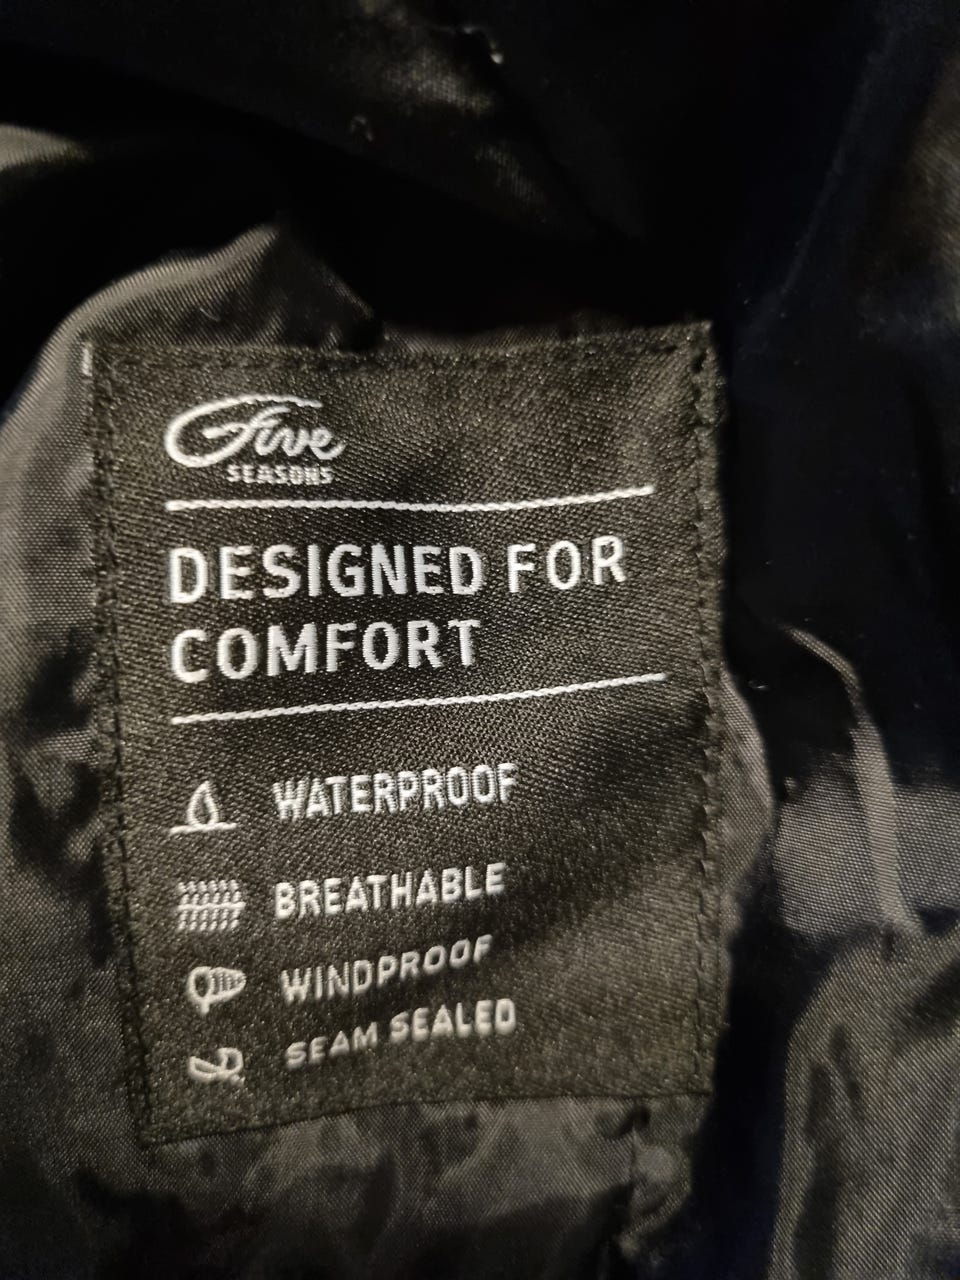 Five
SEASONS
DESIGNED FOR
COMFORT
WATERPROOF
BREATHABLE
WINDPROOF
SEAM SEALED